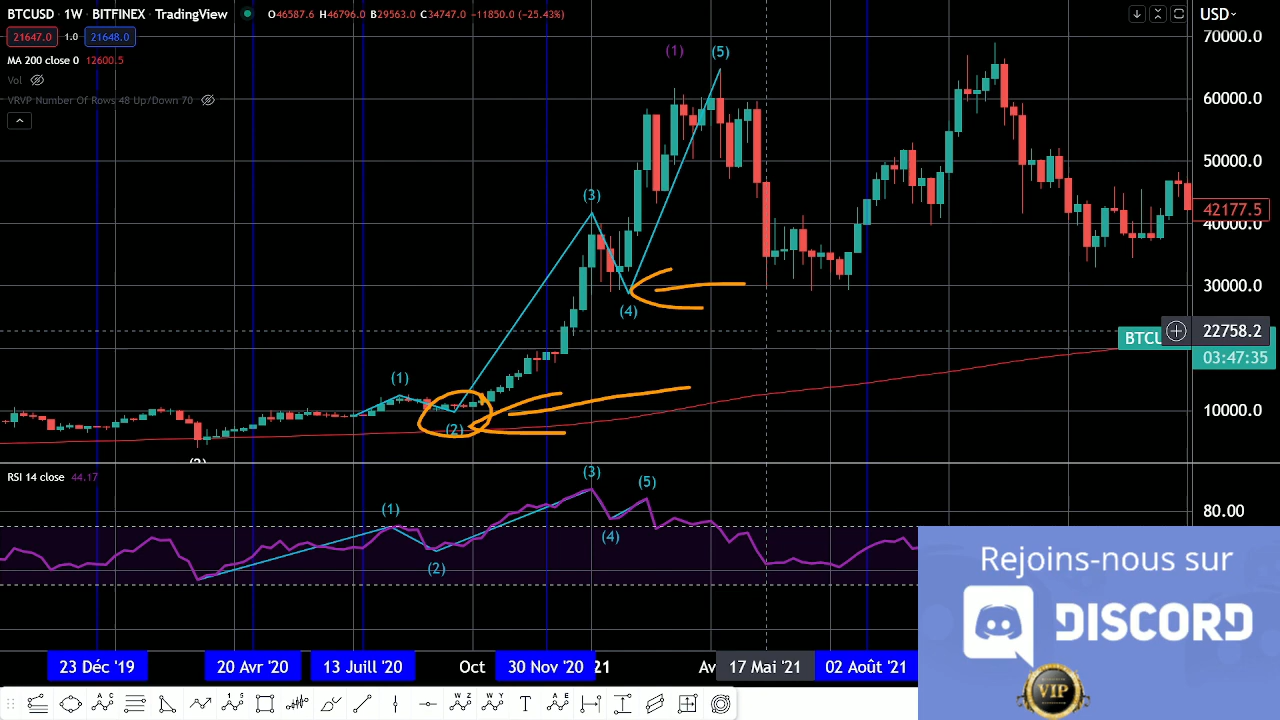 BTCUSD · 1W · BITFINEX · TradingView
O46587.6 H46796.0 B29563.0 C34747.0 −11850.0 (−25.43%)
USD
21647.0 1.0 21648.0
MA 200 close 0 12600.5
Vol
VRVP Number Of Rows 48 Up/Down 70
70000.0
60000.0
50000.0
42177.5
40000.0
30000.0
22758.2
BTCU
03:47:35
10000.0
(1) (5)
(3)
(4)
(1)
(2)
RSI 14 close 44.17
(3)
(5)
(1)
(4)
(2)
80.00
Rejoins-nous sur
DISCORD
VIP
23 Déc '19 20 Avr '20 13 Juill '20 Oct 30 Nov '20 21 Av 17 Mai '21 02 Août '21
A C
1 5
W Z
W Y
T
A E